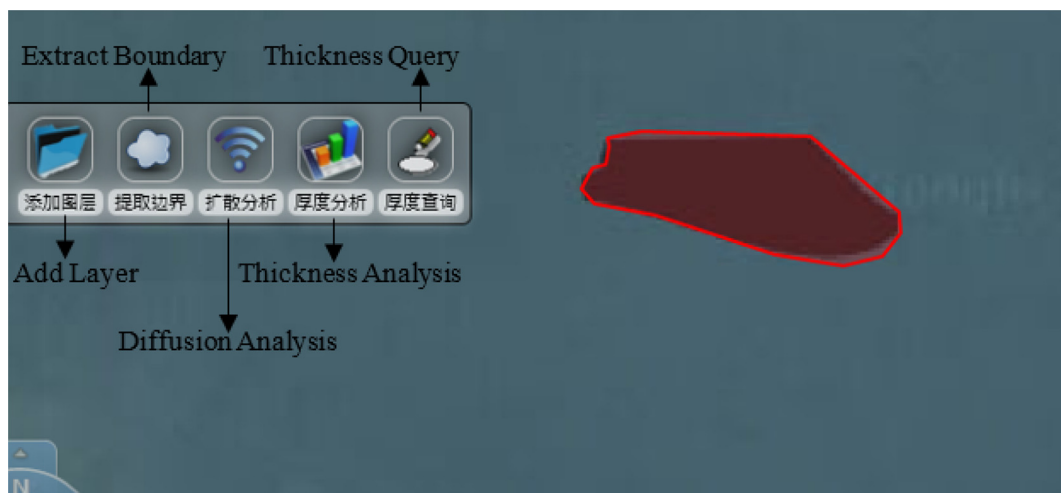 Extract Boundary Thickness Query
添加图层 提取边界 扩散分析 厚度分析 厚度查询
Add Layer Thickness Analysis
Diffusion Analysis
N